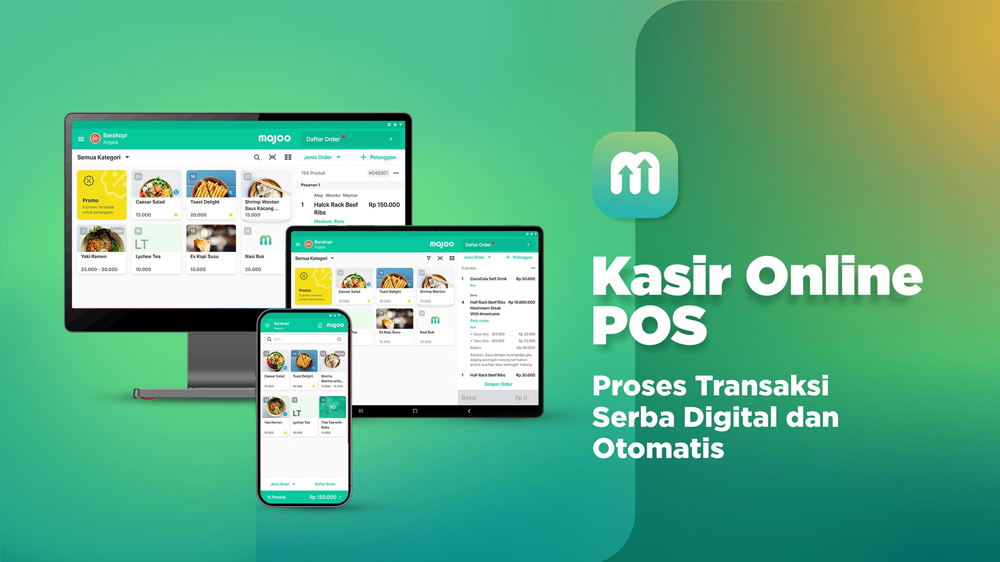 Barakopi
Angela
majoo
Daftar Order
Semua Kategori
Jenis Order
Pelanggan
154 Produk
#040001
Pesanan 1
Atep Nkunku Neymar
1 Halck Rack Beef Rp 150.000
Ribs
Medium, Rare
Promo
5 promo tersedia
untuk pelanggan
24
Caesar Salad
15.000
16
Toast Delight
20.000
22
Shrimp Wonton
Saus Kacang ...
15.000
1 Varian
Yaki Ramen
25.000 - 30.000
18
LT
Lychee Tea
10.000
18
Es Kopi Susu
15.000
18
Nasi Buk
25.000
Barakopi
Angela
majoo
Daftar Order
Semua Kategori
Jenis Order
Pelanggan
Promo
5 promo tersedia
untuk customermu
24
Caesar Salad
15.000
16
Toast Delight
20.000
22
Shrimp Wonton
15.000
Tea
18
Es Kopi Susu
15.000
18
Nasi Buk
25.000
0 produk
1 CocaCola Soft Drink Rp 30.000
Pcs
Bima
4 Half Rack Beef Ribs Rp 10.000.000
Mashroom Steak
With Americano
Rare, Large
Pcs
+ Saus (4x) - @5.000 Rp 20.000
+ Tako (4x) - @5.000 Rp 20.000
Diskon (Rp 40.000)
Catatan: Saus dengan level pedas gila,
daging setengah matang tambahan
ekstra dua keju telur setengah matang.
1 Half Rack Beef Ribs Rp 30.000
Simpan Order
Bayar Rp 0
Barakopi
Angela
majoo
Cari ...
11
Caesar Salad
15.000
23
Toast Delight
10.000
54 Varian
Shrimp
Wonton with...
10.000 - 16.000
12
Yaki Ramen
18.000
11
LT
Lychee Tea
10.000
23
10
Thai Tea with
Boba
15.000
Jenis Order
Daftar Order
15 Produk Rp 150.000
Kasir Online
POS
Proses Transaksi
Serba Digital dan
Otomatis